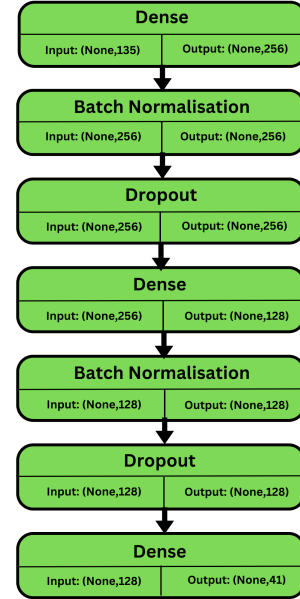 Dense
Input: (None,135) Output: (None,256)
Batch Normalisation
Input: (None,256) Output: (None,256)
Dropout
Input: (None,256) Output: (None,256)
Dense
Input: (None,256) Output: (None,128)
Batch Normalisation
Input: (None,128) Output: (None,128)
Dropout
Input: (None,128) Output: (None,128)
Dense
Input: (None,128) Output: (None,41)